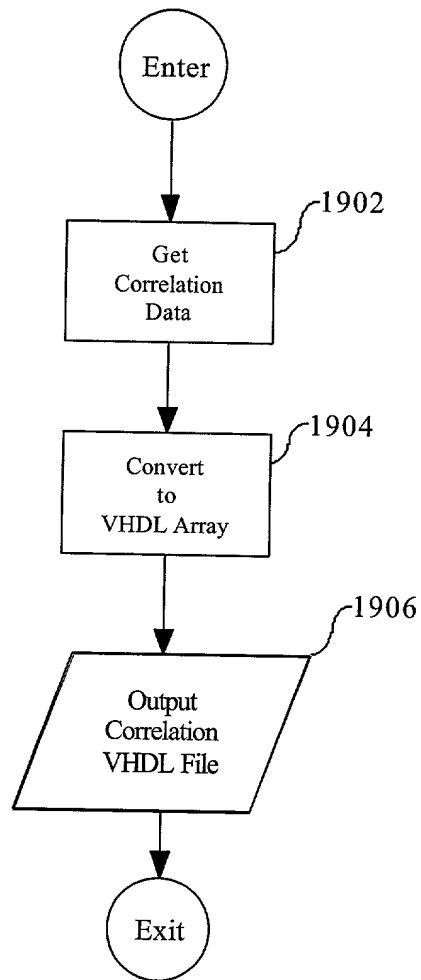 Enter
1902
Get
Correlation
Data
1904
Convert
to
VHDL Array
1906
Output
Correlation
VHDL File
Exit